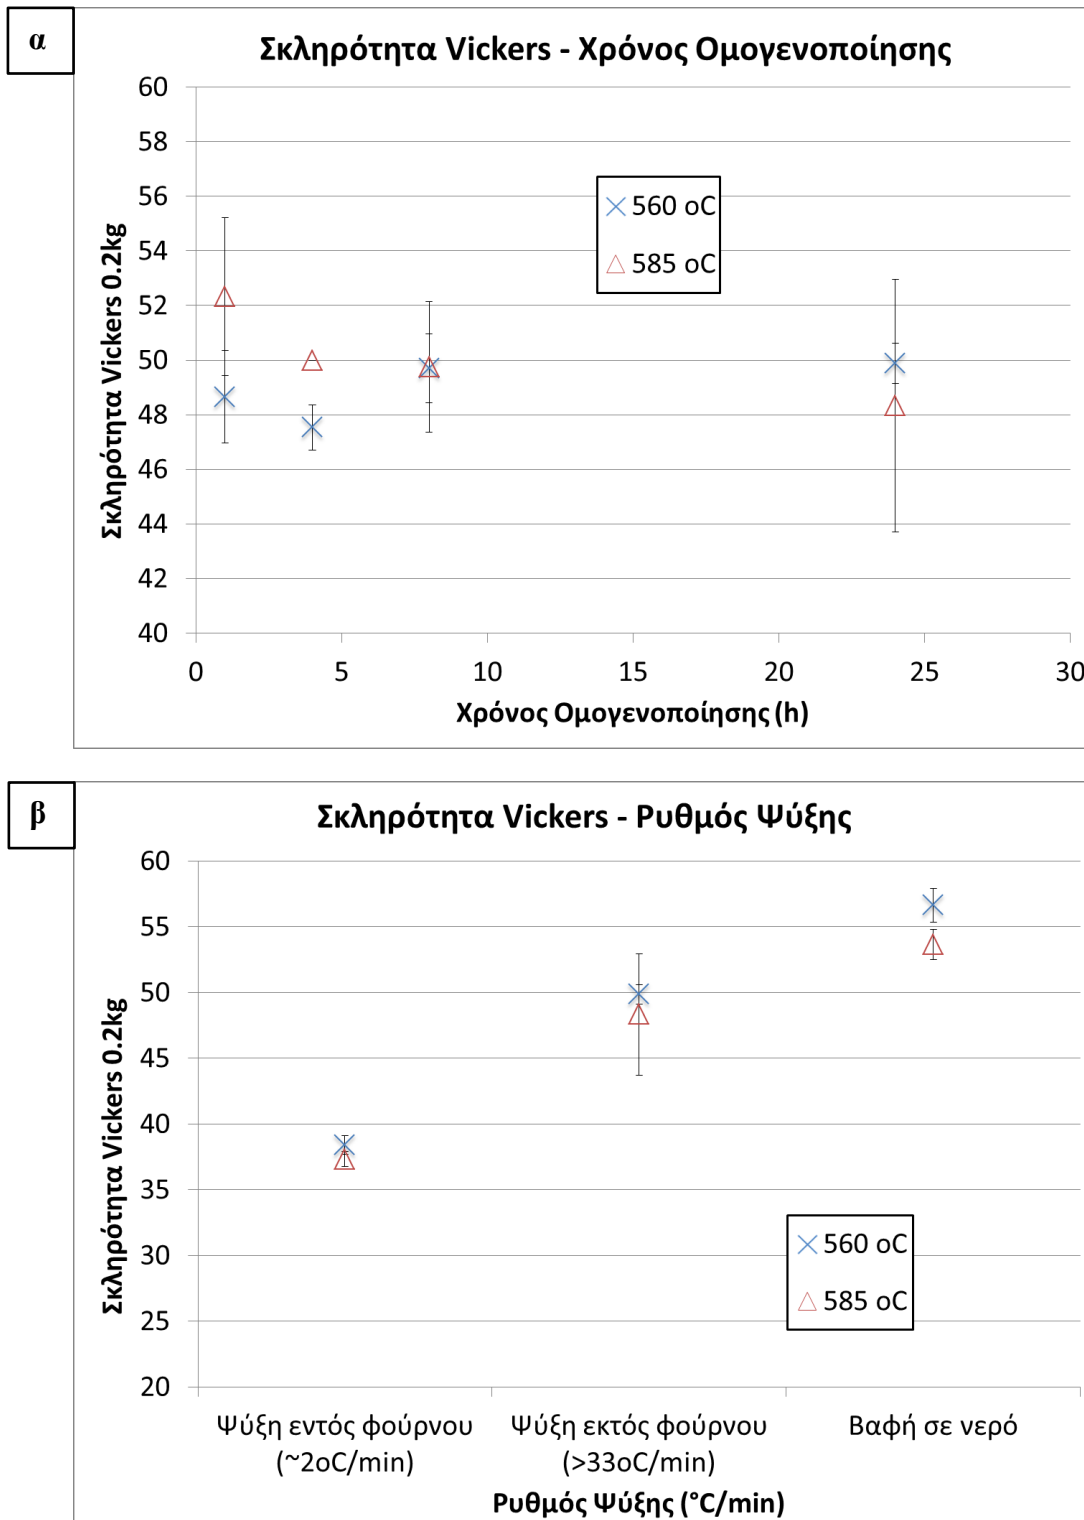 α
Σκληρότητα Vickers - Χρόνος Ομογενοποίησης
60
58
56
54
52
50
48
46
44
42
40
Σκληρότητα Vickers 0.2kg
560 oC
585 oC
0 5 10 15 20 25 30
Χρόνος Ομογενοποίησης (h)
β
Σκληρότητα Vickers - Ρυθμός Ψύξης
60
55
50
45
40
35
30
25
20
Σκληρότητα Vickers 0.2kg
560 oC
585 oC
Ψύξη εντός φούρνου Ψύξη εκτός φούρνου Βαφή σε νερό
(~2oC/min) (>33oC/min)
Ρυθμός Ψύξης (°C/min)